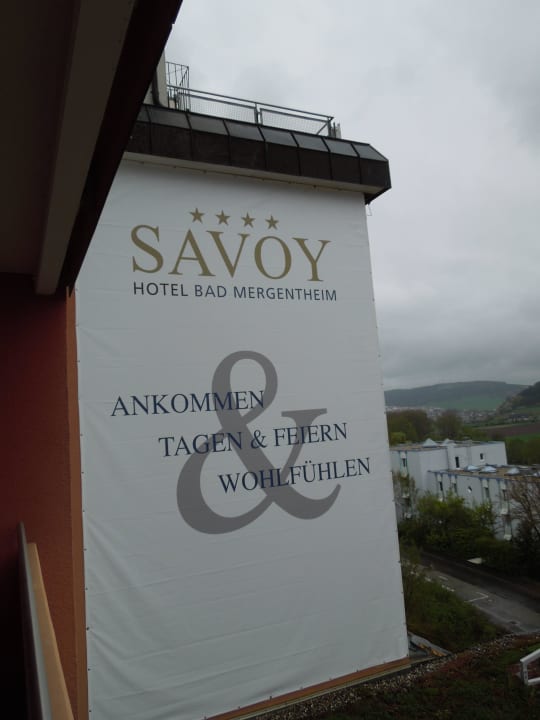 SAVOY
HOTEL BAD MERGENTHEIM
&
ANKOMMEN
TAGEN & FEIERN
WOHLFÜHLEN